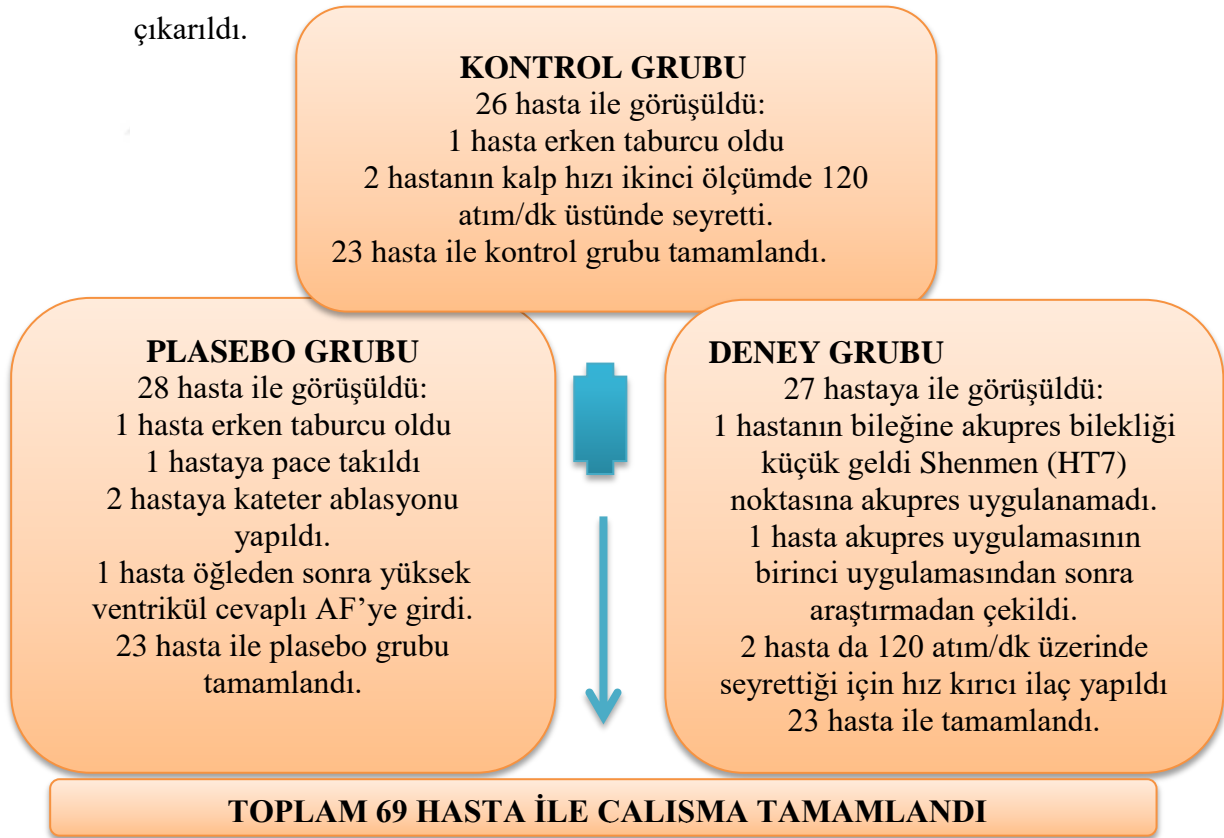 çıkarıldı.
KONTROL GRUBU
26 hasta ile görüşüldü:
1 hasta erken taburcu oldu
2 hastanın kalp hızı ikinci ölçümde 120
atım/dk üstünde seyretti.
23 hasta ile kontrol grubu tamamlandı.
PLASEBO GRUBU
28 hasta ile görüşüldü:
1 hasta erken taburcu oldu
1 hastaya pace takıldı
2 hastaya kateter ablasyonu
yapıldı.
1 hasta öğleden sonra yüksek
ventrikül cevaplı AF’ye girdi.
23 hasta ile plasebo grubu
tamamlandı.
DENEY GRUBU
27 hastaya ile görüşüldü:
1 hastanın bileğine akupres bilekliği
küçük geldi Shenmen (HT7)
noktasına akupres uygulanamadı.
1 hasta akupres uygulamasının
birinci uygulamasından sonra
araştırmadan çekildi.
2 hasta da 120 atım/dk üzerinde
seyrettiği için hız kırıcı ilaç yapıldı
23 hasta ile tamamlandı.
TOPLAM 69 HASTA İLE CALISMA TAMAMLANDI